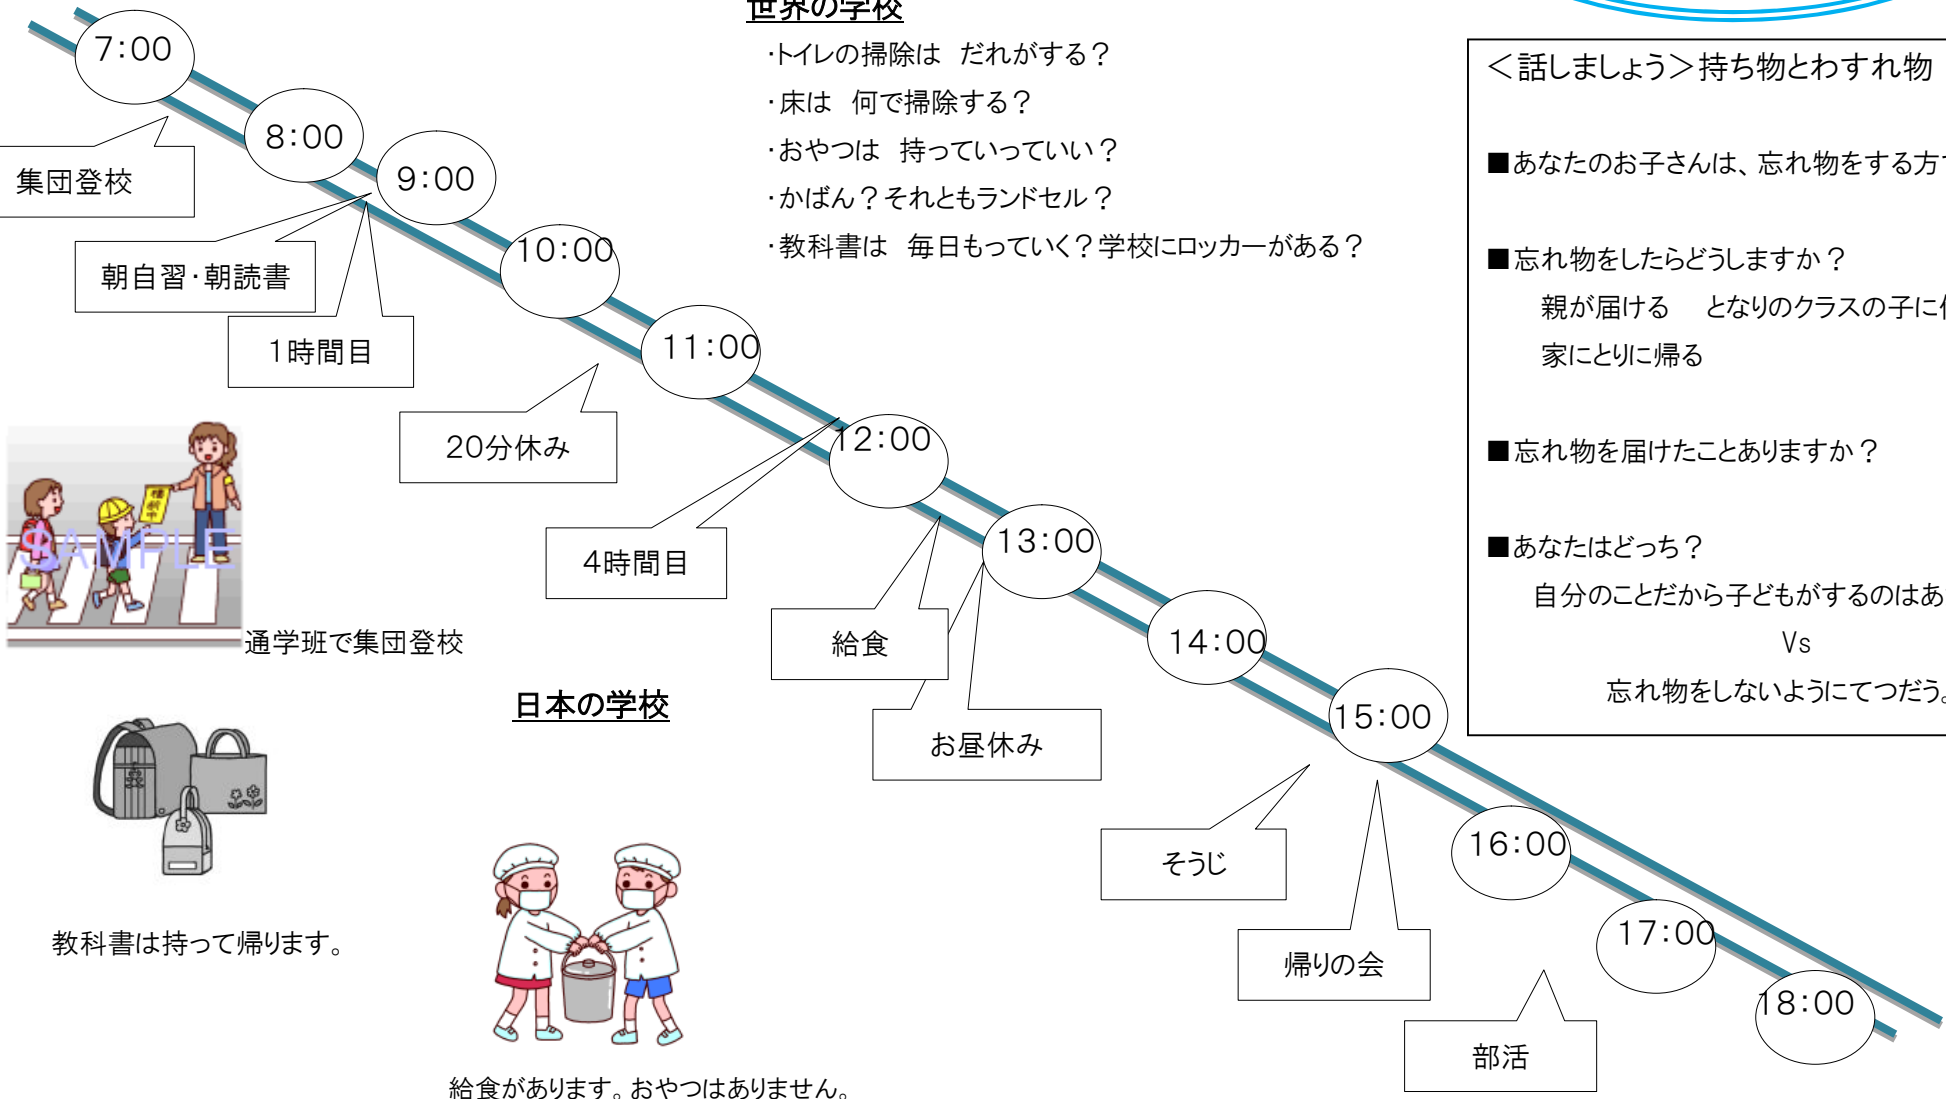 世界の学校
・トイレの掃除は だれがする？
・床は 何で掃除する？
・おやつは 持っていっていい？
・かばん？それともランドセル？
・教科書は 毎日もっていく？学校にロッカーがある？
7：00
8：00
9：00
10：00
11：00
12：00
13：00
14：00
15：00
16：00
17：00
18：00
集団登校
朝自習・朝読書
1時間目
20分休み
4時間目
給食
お昼休み
そうじ
帰りの会
部活
横断中
SAMPLE
通学班で集団登校
日本の学校
教科書は持って帰ります。
給食があります。おやつはありません。
＜話しましょう＞持ち物とわすれ物
■あなたのお子さんは、忘れ物をする方
■忘れ物をしたらどうしますか？
親が届ける となりのクラスの子に
家にとりに帰る
■忘れ物を届けたことありますか？
■あなたはどっち？
自分のことだから子どもがするのはあ
Vs
忘れ物をしないようにてつだう。